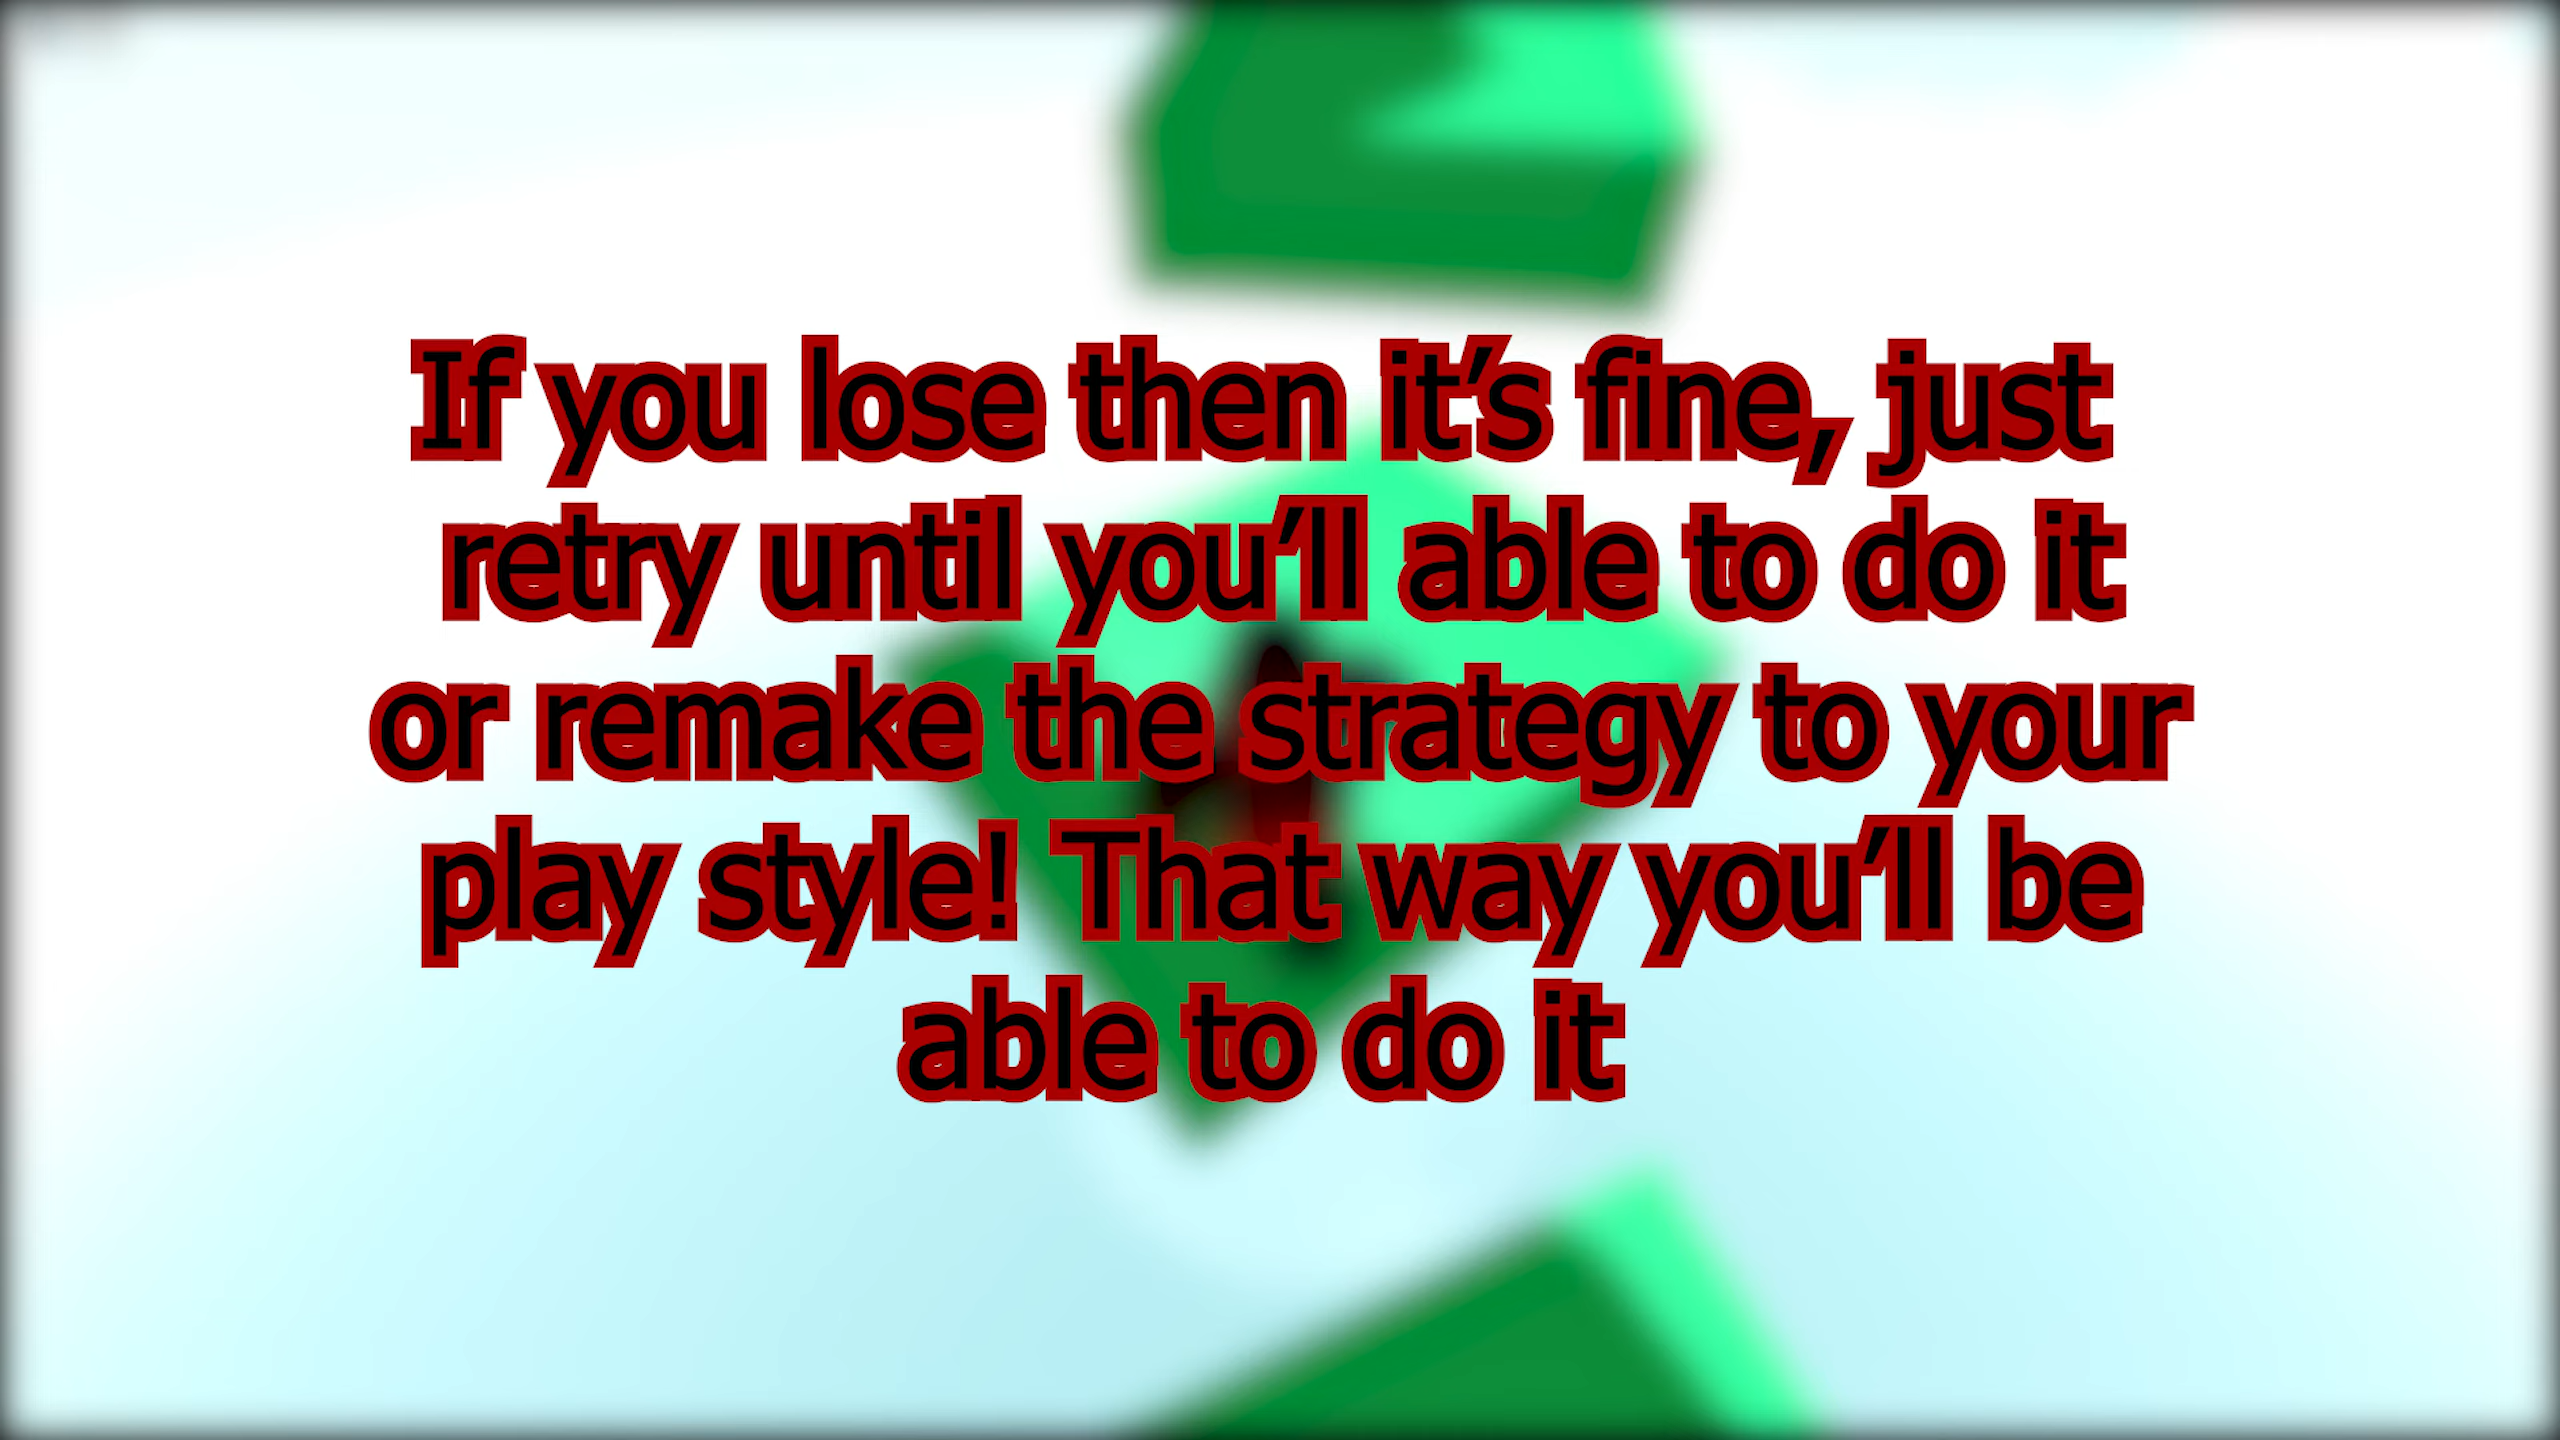 If you lose then it’s fine, just
retry until you’ll able to do it
or remake the strategy to your
play style! That way you’ll be
able to do it